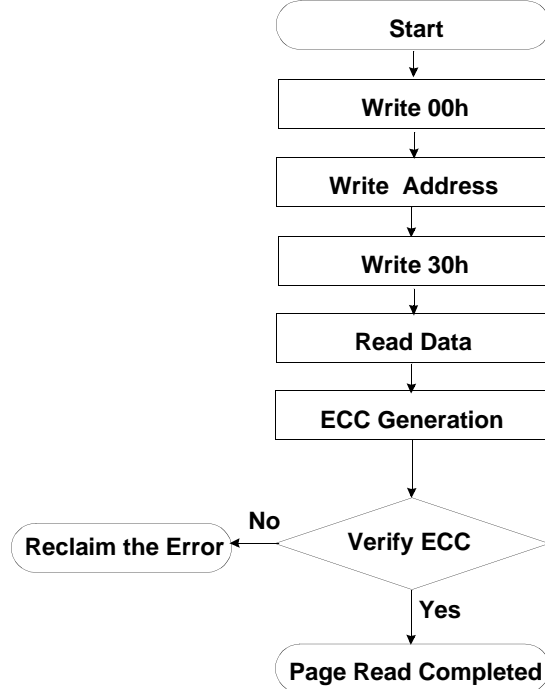 Start
Write 00h
Write Address
Write 30h
Read Data
ECC Generation
No
Reclaim the Error
Verify ECC
Yes
Page Read Completed